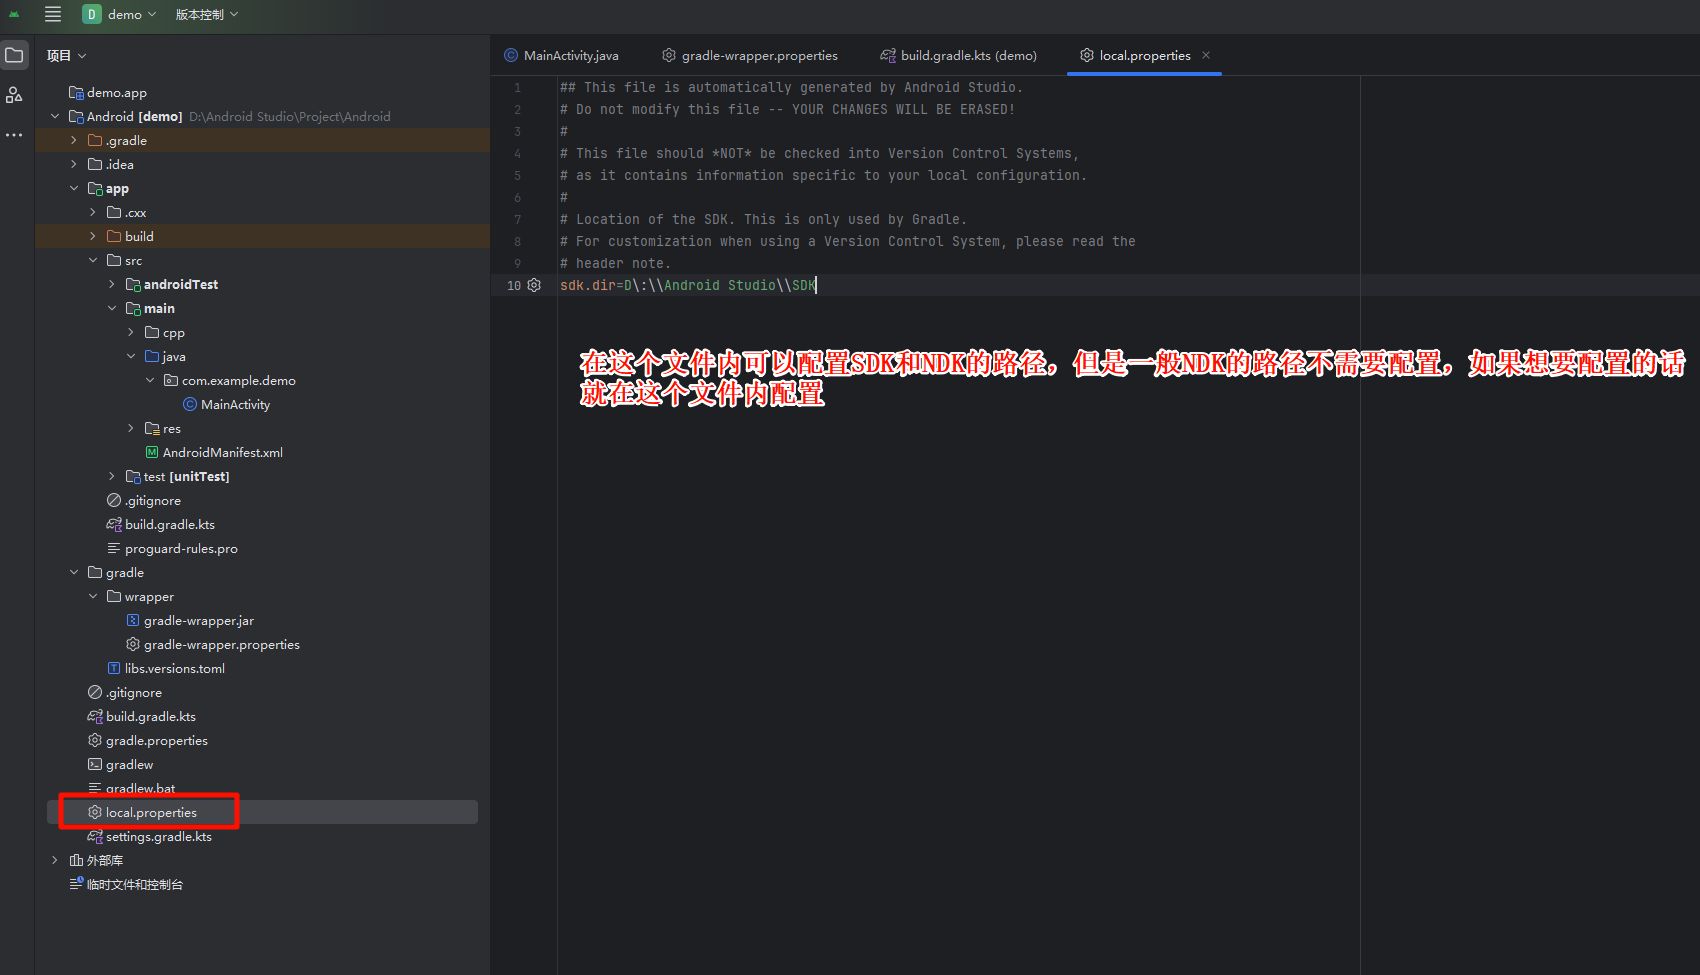 D demo 版本控制
项目
demo.app
Android [demo] D:\Android Studio\Project\Android
.gradle
.idea
app
.cxx
build
src
androidTest
main
cpp
java
com.example.demo
MainActivity
res
AndroidManifest.xml
test [unitTest]
.gitignore
build.gradle.kts
proguard-rules.pro
gradle
wrapper
gradle-wrapper.jar
gradle-wrapper.properties
libs.versions.toml
.gitignore
build.gradle.kts
gradle.properties
gradlew
gradlew.bat
local.properties
settings.gradle.kts
外部库
临时文件和控制台
MainActivity.java gradle-wrapper.properties build.gradle.kts (demo) local.properties
1 ## This file is automatically generated by Android Studio.
2 # Do not modify this file -- YOUR CHANGES WILL BE ERASED!
3 #
4 # This file should *NOT* be checked into Version Control Systems,
5 # as it contains information specific to your local configuration.
6 #
7 # Location of the SDK. This is only used by Gradle.
8 # For customization when using a Version Control System, please read the
9 # header note.
10 sdk.dir=D\:\\Android Studio\\SDK
在这个文件内可以配置SDK和NDK的路径，但是一般NDK的路径不需要配置，如果想要配置的话
就在这个文件内配置